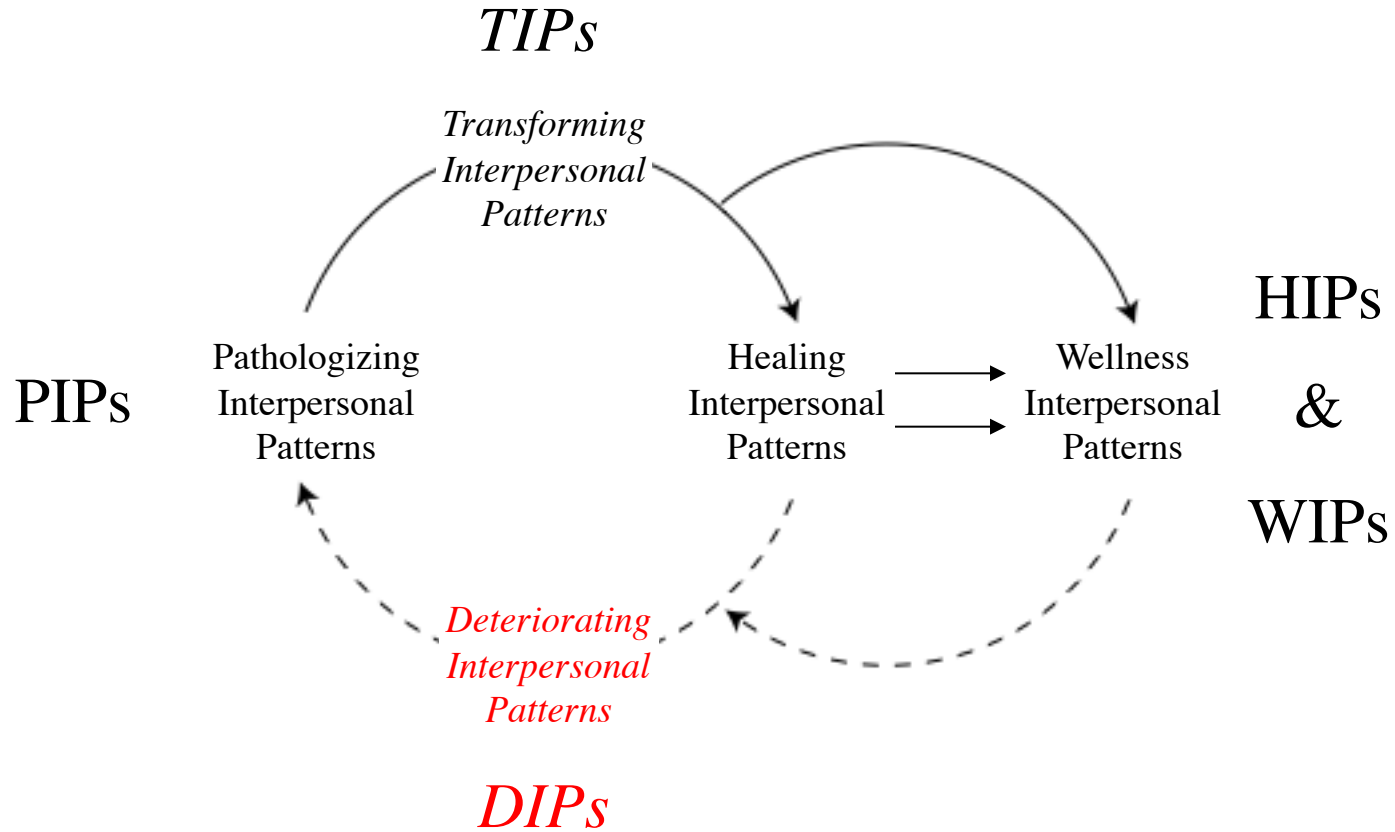 TIPs
Transforming
Interpersonal
Patterns
PIPs
Pathologizing
Interpersonal
Patterns
Healing
Interpersonal
Patterns
Wellness
Interpersonal
Patterns
HIPs
&
WIPs
Deteriorating
Interpersonal
Patterns
DIPs